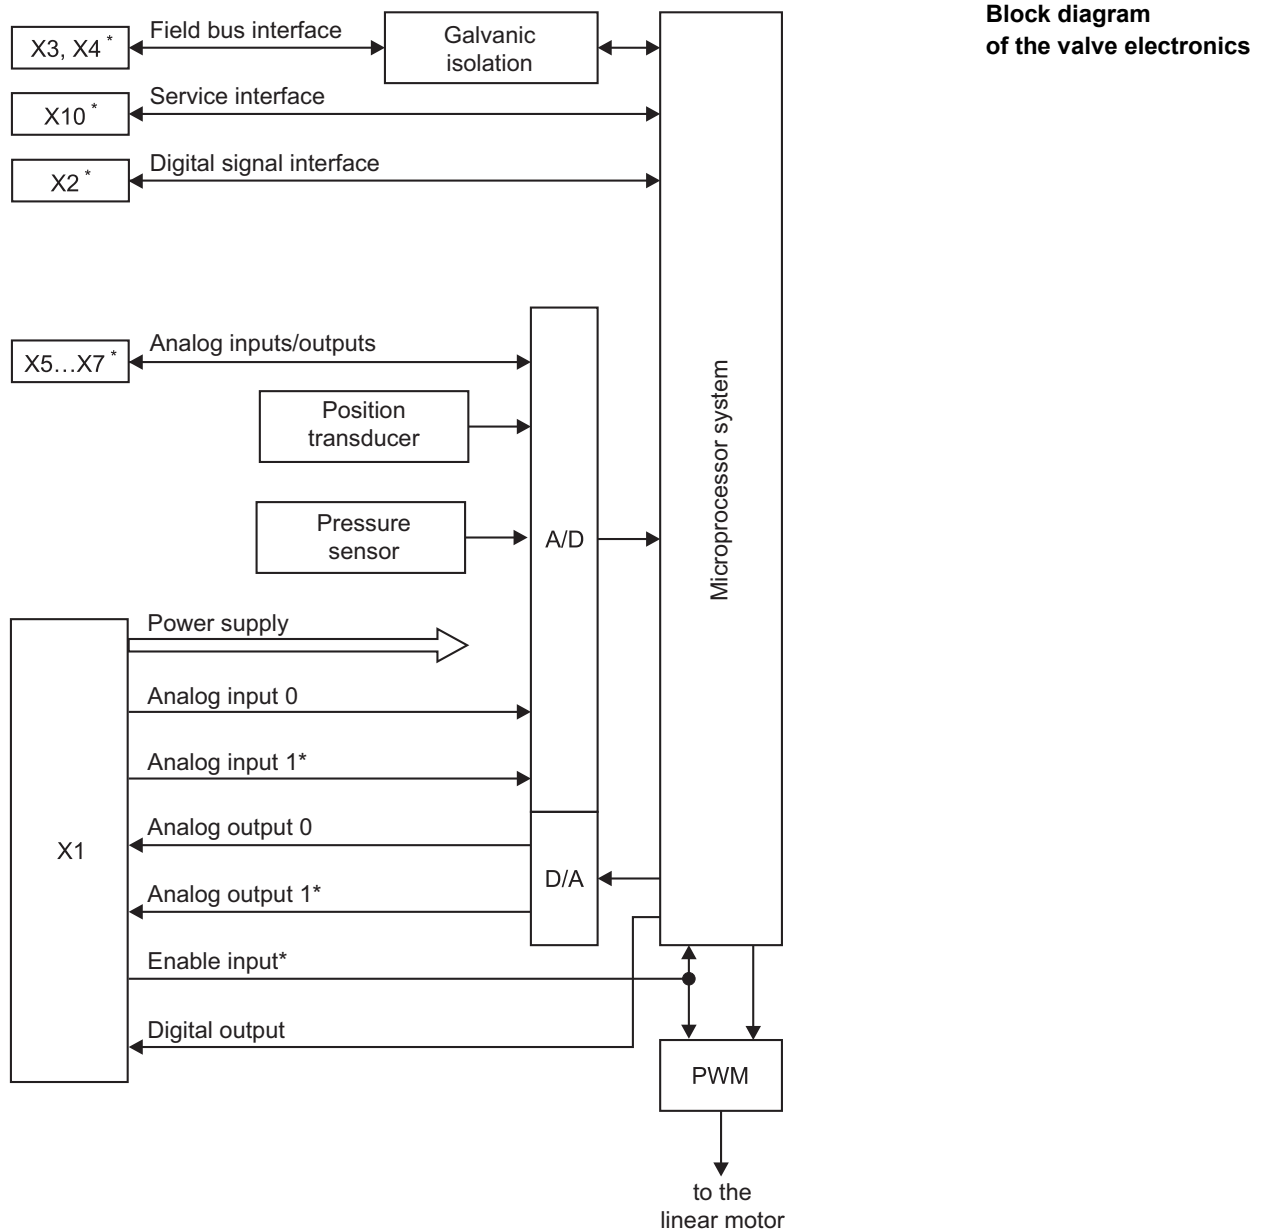 Block diagram
of the valve electronics
Field bus interface
X3, X4 *
Galvanic
isolation
Service interface
X10 *
Digital signal interface
X2 *
Analog inputs/outputs
X5...X7 *
Position
transducer
Pressure
sensor
A/D
Microprocessor system
Power supply
Analog input 0
Analog input 1*
Analog output 0
X1
D/A
Analog output 1*
Enable input*
Digital output
PWM
to the
linear motor